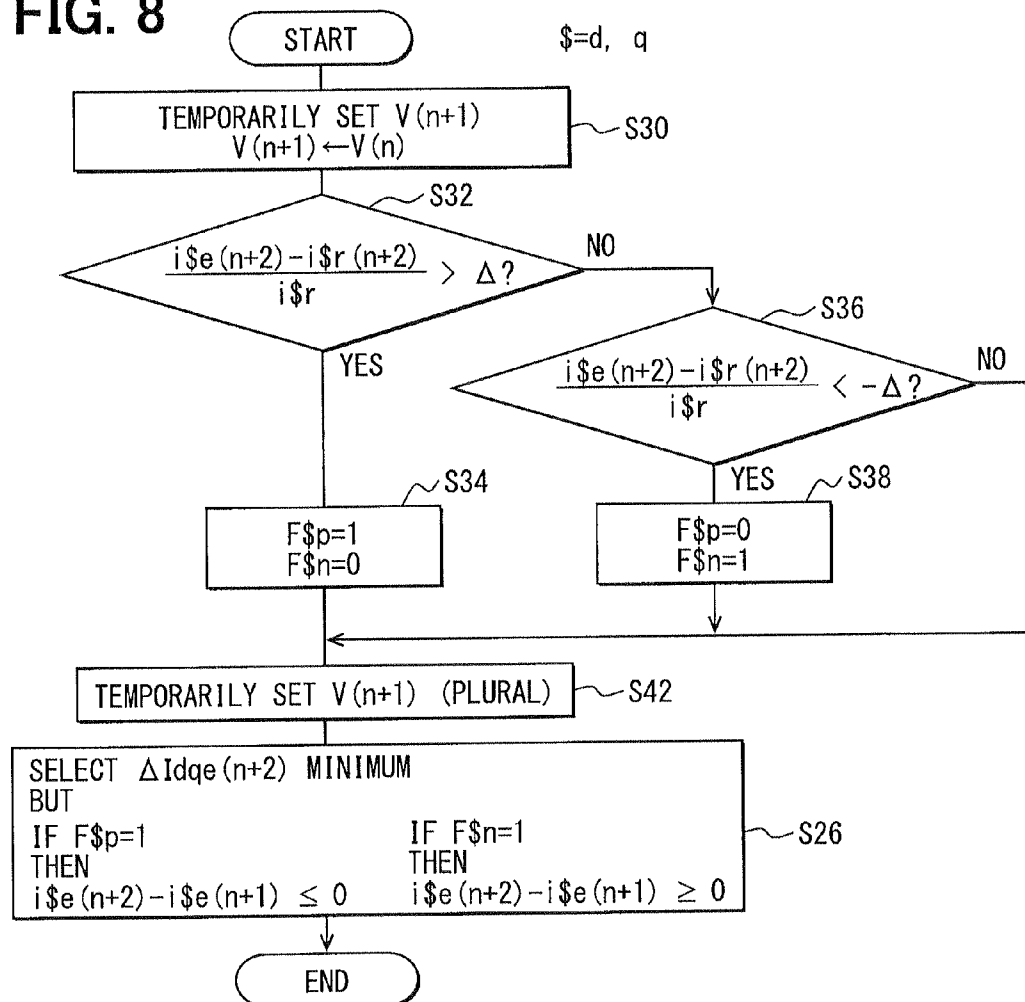 FIG. 8
START
$=d, q
TEMPORARILY SET V(n+1)
V(n+1)←V(n)
S30
S32
i$e(n+2)-i$r(n+2)
i$r
> Δ?
NO
YES
S36
i$e(n+2)-i$r(n+2)
i$r
< -Δ?
NO
YES
S34
F$p=1
F$n=0
S38
F$p=0
F$n=1
TEMPORARILY SET V(n+1) (PLURAL)
S42
SELECT ΔIdqe(n+2) MINIMUM
BUT
IF F$p=1
THEN
i$e(n+2)-i$e(n+1) ≤ 0
IF F$n=1
THEN
i$e(n+2)-i$e(n+1) ≥ 0
S26
END